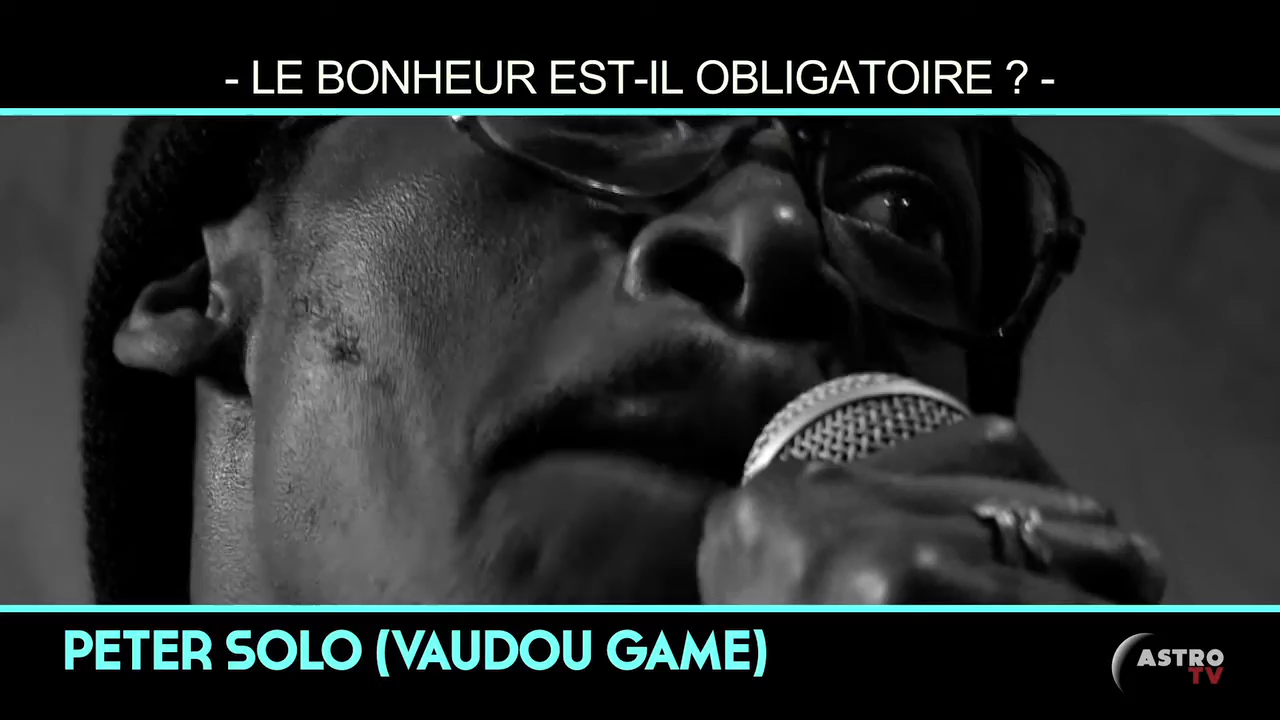 - LE BONHEUR EST-IL OBLIGATOIRE ? -
PETER SOLO (VAUDOU GAME)
ASTRO
TV